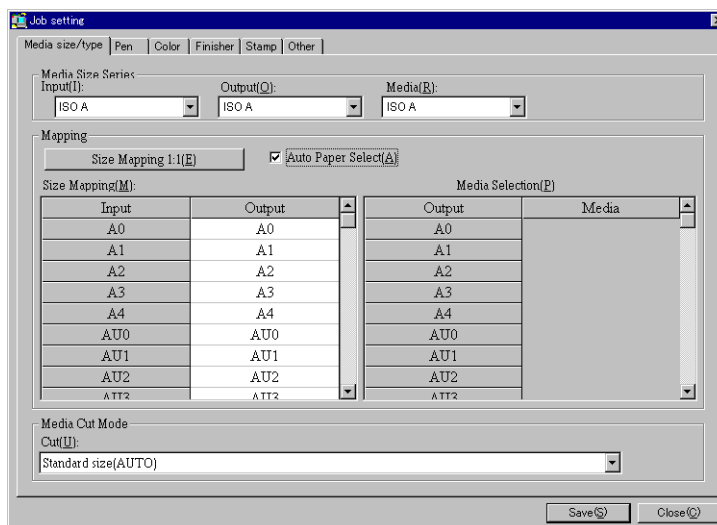 Job setting
Media size/type Pen Color Finisher Stamp Other
Media Size Series
Input(I): Output(O): Media(R):
ISO A ISO A ISO A
Mapping
Size Mapping 1:1(E) Auto Paper Select(A)
Size Mapping(M): Media Selection(P)
Input Output Output Media
A0 A0 A0
A1 A1 A1
A2 A2 A2
A3 A3 A3
A4 A4 A4
AU0 AU0 AU0
AU1 AU1 AU1
AU2 AU2 AU2
AU3 AU3 AU3
Media Cut Mode
Cut(U):
Standard size(AUTO)
Save(S) Close(C)